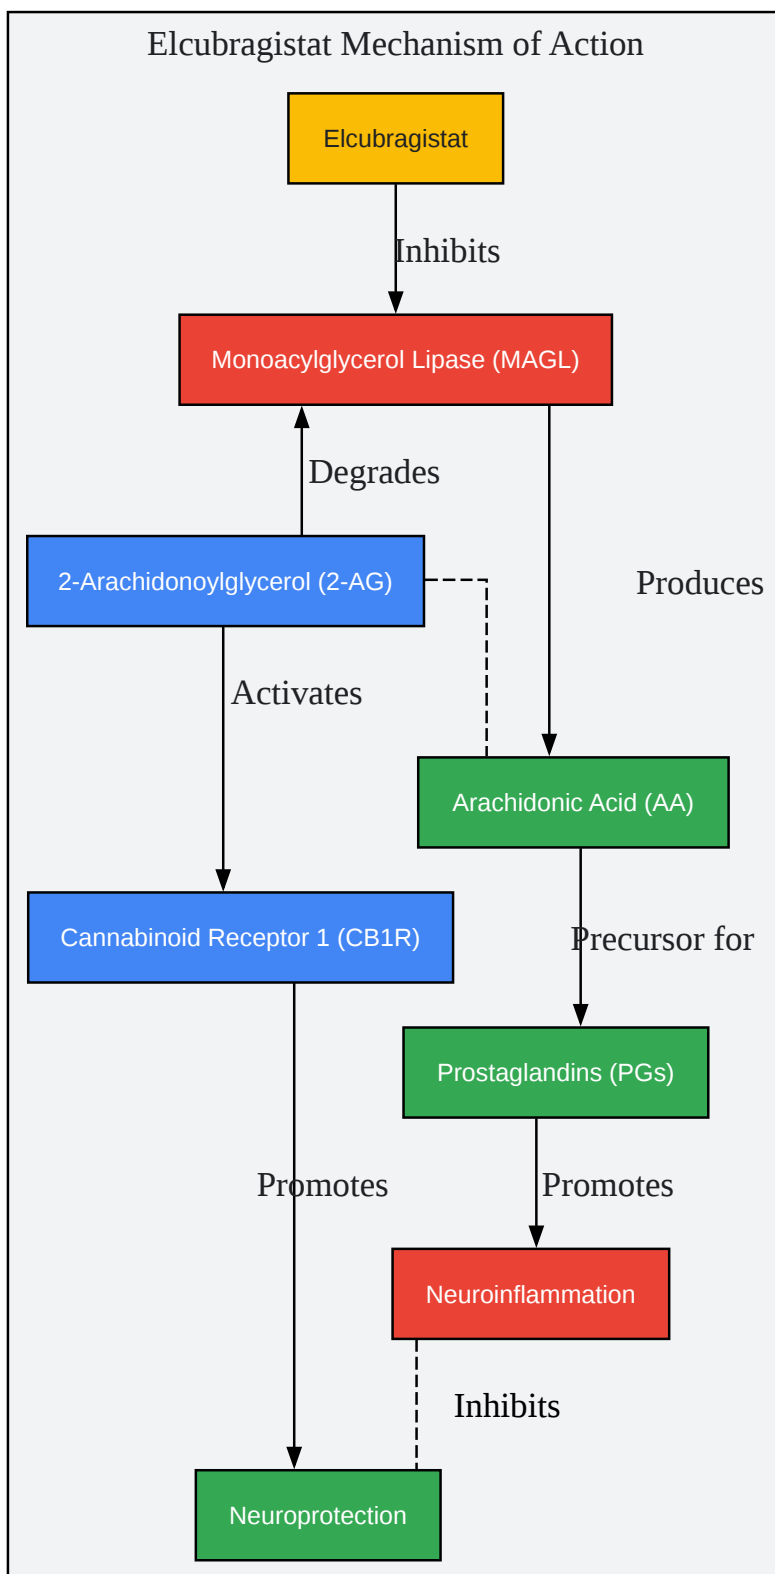 Elcubragistat Mechanism of Action
Elcubragistat
Inhibits
Monoacylglycerol Lipase (MAGL)
Degrades
2-Arachidonoylglycerol (2-AG)
Produces
Activates
Arachidonic Acid (AA)
Cannabinoid Receptor 1 (CB1R)
Precursor for
Prostaglandins (PGs)
Promotes
Promotes
Neuroinflammation
Inhibits
Neuroprotection